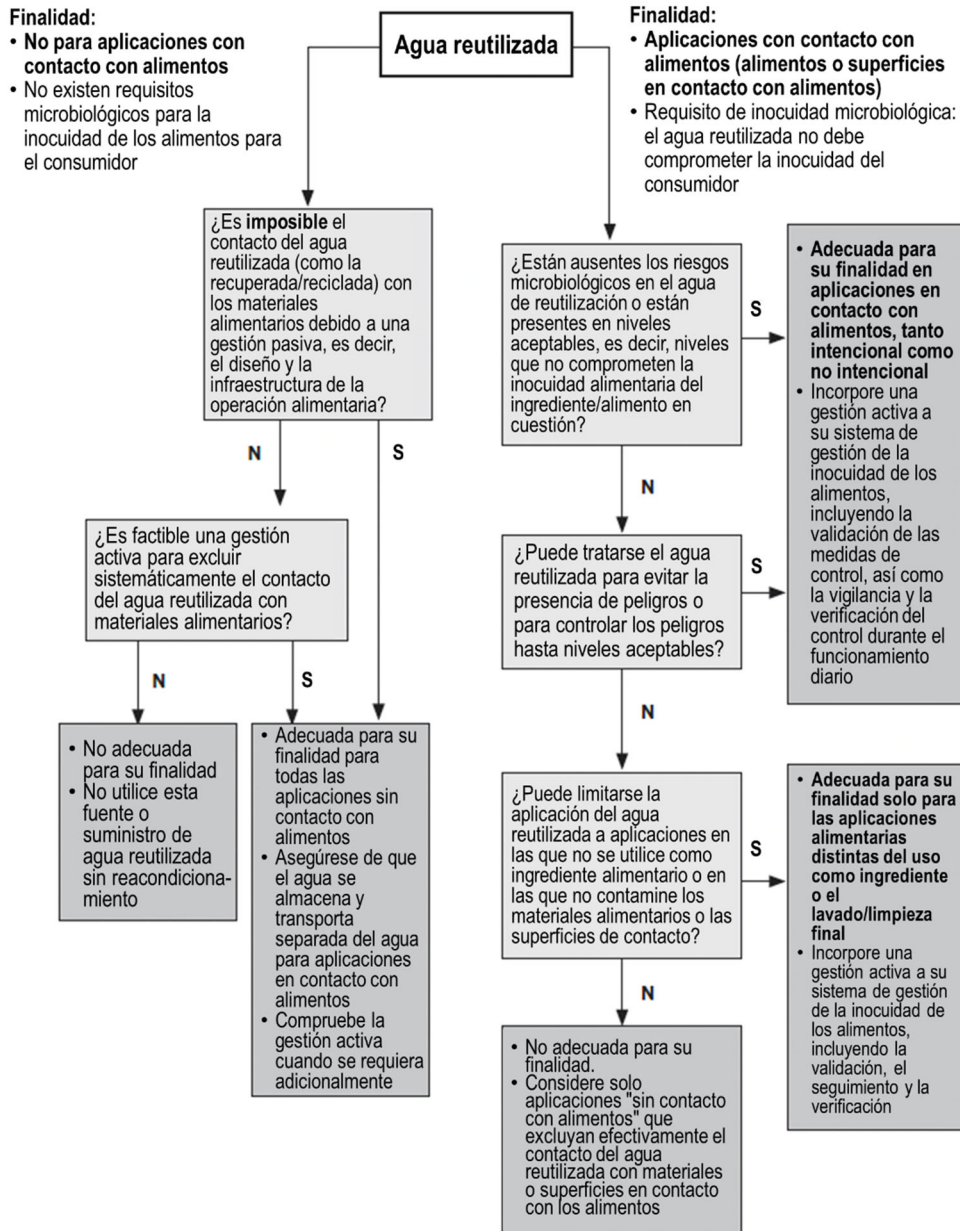 Finalidad:
• No para aplicaciones con
contacto con alimentos
• No existen requisitos
microbiológicos para la
inocuidad de los alimentos para
el consumidor
Agua reutilizada
Finalidad:
• Aplicaciones con contacto con
alimentos (alimentos o superficies
en contacto con alimentos)
• Requisito de inocuidad microbiológica:
el agua reutilizada no debe
comprometer la inocuidad del
consumidor
¿Es imposible el
contacto del agua
reutilizada (como la
recuperada/reciclada) con
los materiales
alimentarios debido a una
gestión pasiva, es decir,
el diseño y la
infraestructura de la
operación alimentaria?
N
S
¿Es factible una gestión
activa para excluir
sistemáticamente el contacto
del agua reutilizada con
materiales alimentarios?
N
S
• No adecuada
para su finalidad
• No utilice esta
fuente o
suministro de
agua reutilizada
sin reacondiciona-
miento
• Adecuada para su
finalidad para
todas las
aplicaciones sin
contacto con
alimentos
• Asegúrese de que
el agua se
almacena y
transporta
separada del agua
para aplicaciones
en contacto con
alimentos
• Compruebe la
gestión activa
cuando se requiera
adicionalmente
¿Están ausentes los riesgos
microbiológicos en el agua
de reutilización o están
presentes en niveles
aceptables, es decir, niveles
que no comprometen la
inocuidad alimentaria del
ingrediente/alimento en
cuestión?
S
N
• Adecuada para
su finalidad en
aplicaciones en
contacto con
alimentos, tanto
intencional como
no intencional
• Incorpore una
gestión activa a
su sistema de
gestión de la
inocuidad de los
alimentos,
incluyendo la
validación de las
medidas de
control, así como
la vigilancia y la
verificación del
control durante el
funcionamiento
diario
¿Puede tratarse el agua
reutilizada para evitar la
presencia de peligros o
para controlar los peligros
hasta niveles aceptables?
S
N
¿Puede limitarse la
aplicación del agua
reutilizada a aplicaciones en
las que no se utilice como
ingrediente alimentario o en
las que no contamine los
materiales alimentarios o las
superficies de contacto?
S
N
• Adecuada para su
finalidad solo para
las aplicaciones
alimentarias
distintas del uso
como ingrediente
o el
lavado/limpieza
final
• Incorpore una
gestión activa a su
sistema de gestión
de la inocuidad de
los alimentos,
incluyendo la
validación, el
seguimiento y la
verificación
• No adecuada para su
finalidad.
• Considere solo
aplicaciones "sin contacto
con alimentos" que
excluyan efectivamente el
contacto del agua
reutilizada con materiales
o superficies en contacto
con los alimentos